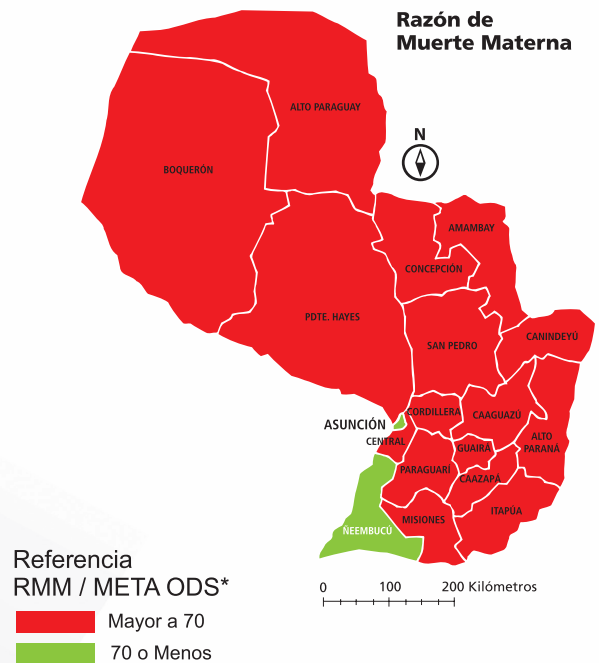 Razón de
Muerte Materna
ALTO PARAGUAY
N
BOQUERÓN
AMAMBAY
CONCEPCIÓN
PDTE. HAYES
CANINDEYÚ
SAN PEDRO
CORDILLERA
CAAGUAZÚ
ASUNCIÓN
CENTRAL
ALTO
PARANÁ
GUAIRÁ
PARAGUARÍ
CAAZAPÁ
ITAPÚA
MISIONES
ÑEEMBUCÚ
Referencia
RMM / META ODS*
0 100 200 Kilómetros
Mayor a 70
70 o Menos